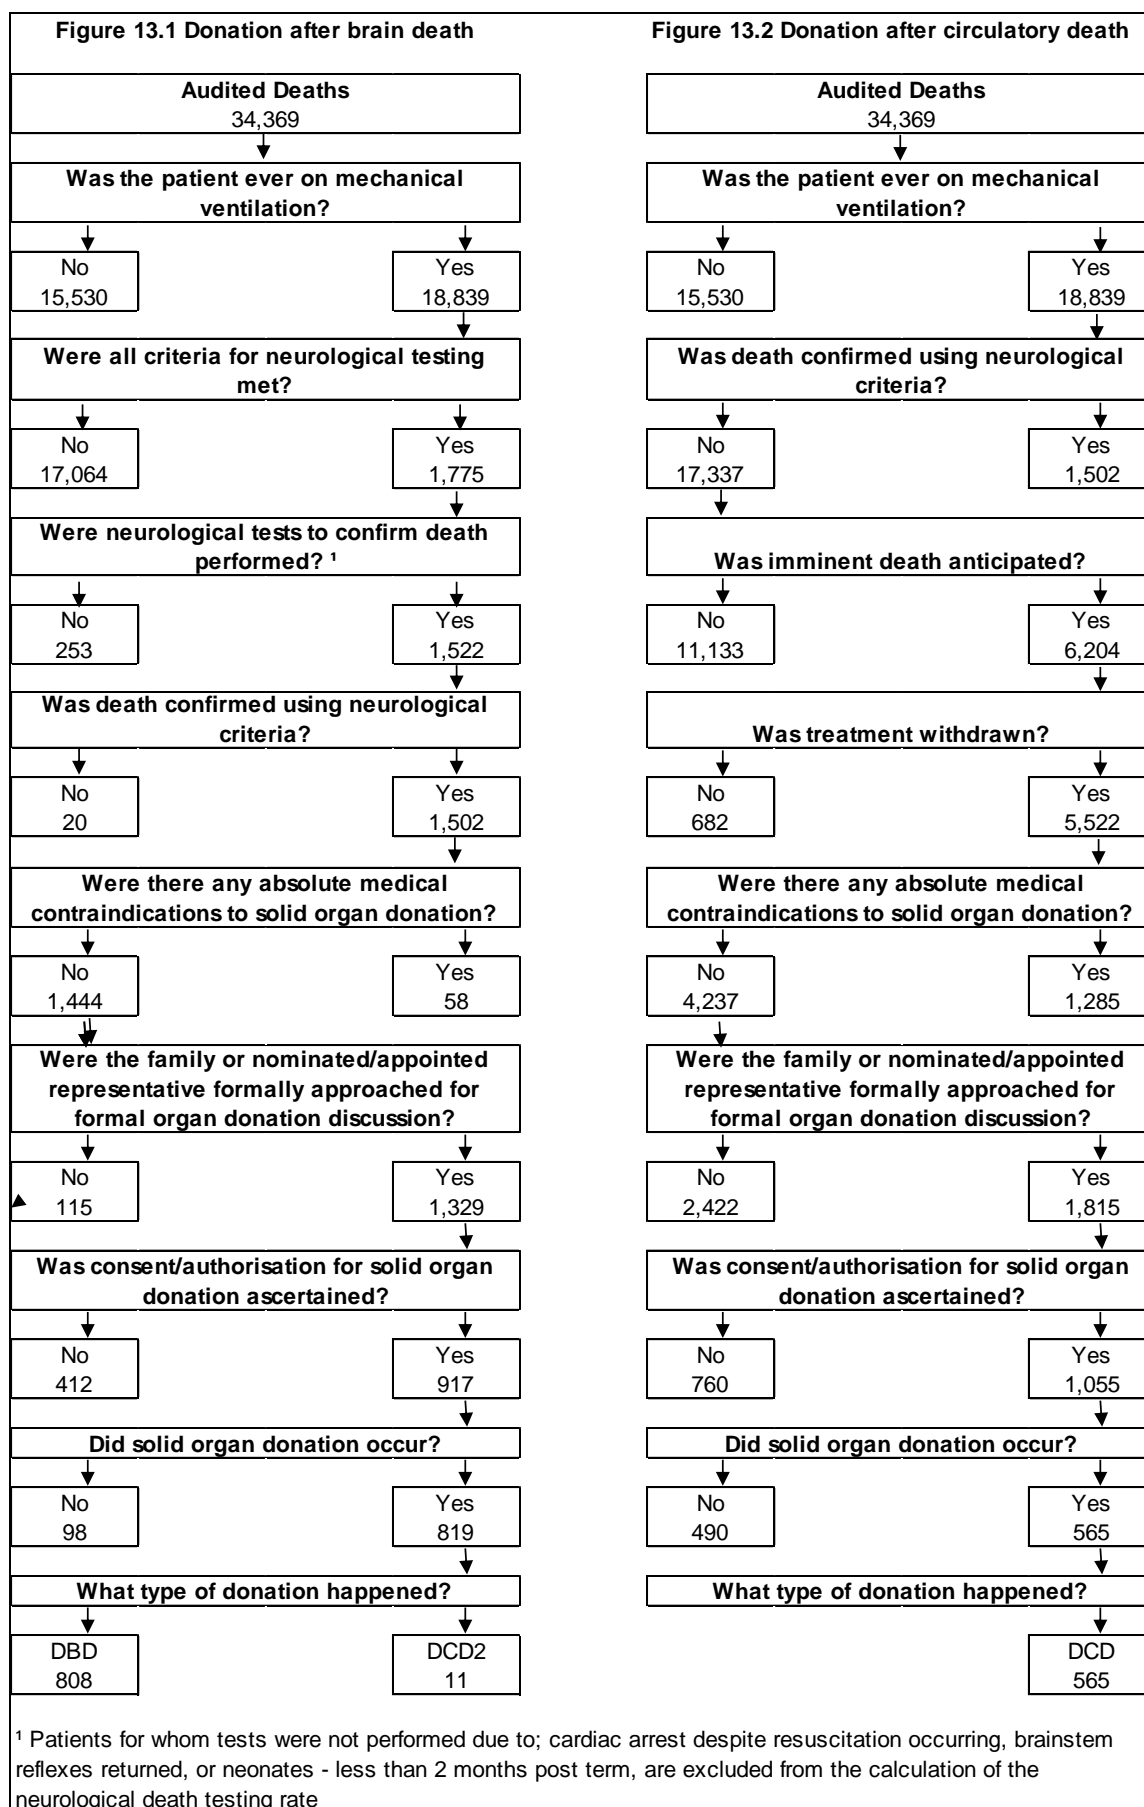 Figure 13.1 Donation after brain death
Audited Deaths
34,369
Was the patient ever on mechanical
ventilation?
No
15,530
Yes
18,839
Were all criteria for neurological testing
met?
No
17,064
Yes
1,775
Were neurological tests to confirm death
performed? ¹
No
253
Yes
1,522
Was death confirmed using neurological
criteria?
No
20
Yes
1,502
Were there any absolute medical
contraindications to solid organ donation?
No
1,444
Yes
58
Were the family or nominated/appointed
representative formally approached for
formal organ donation discussion?
No
115
Yes
1,329
Was consent/authorisation for solid organ
donation ascertained?
No
412
Yes
917
Did solid organ donation occur?
No
98
Yes
819
What type of donation happened?
DBD
808
DCD2
11
Figure 13.2 Donation after circulatory death
Audited Deaths
34,369
Was the patient ever on mechanical
ventilation?
No
15,530
Yes
18,839
Was death confirmed using neurological
criteria?
No
17,337
Yes
1,502
Was imminent death anticipated?
No
11,133
Yes
6,204
Was treatment withdrawn?
No
682
Yes
5,522
Were there any absolute medical
contraindications to solid organ donation?
No
4,237
Yes
1,285
Were the family or nominated/appointed
representative formally approached for
formal organ donation discussion?
No
2,422
Yes
1,815
Was consent/authorisation for solid organ
donation ascertained?
No
760
Yes
1,055
Did solid organ donation occur?
No
490
Yes
565
What type of donation happened?
DCD
565
¹ Patients for whom tests were not performed due to; cardiac arrest despite resuscitation occurring, brainstem
reflexes returned, or neonates - less than 2 months post term, are excluded from the calculation of the
neurological death testing rate